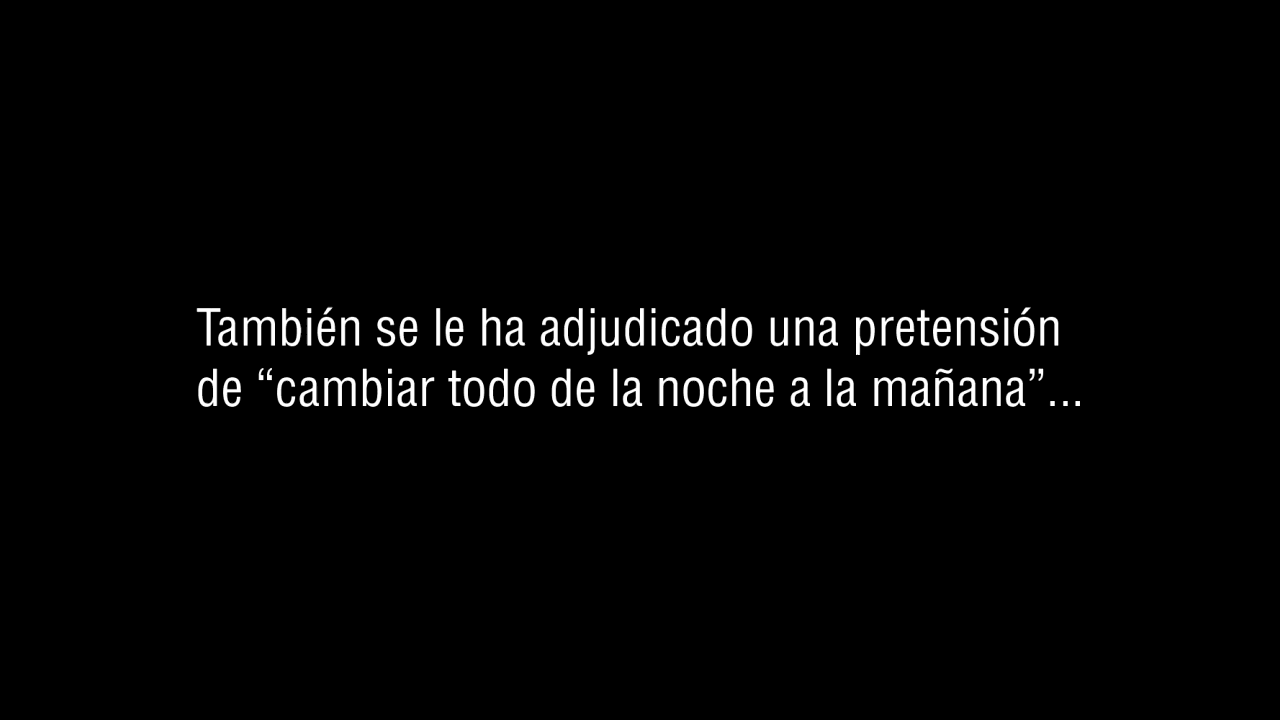 También se le ha adjudicado una pretensión
de “cambiar todo de la noche a la mañana”...